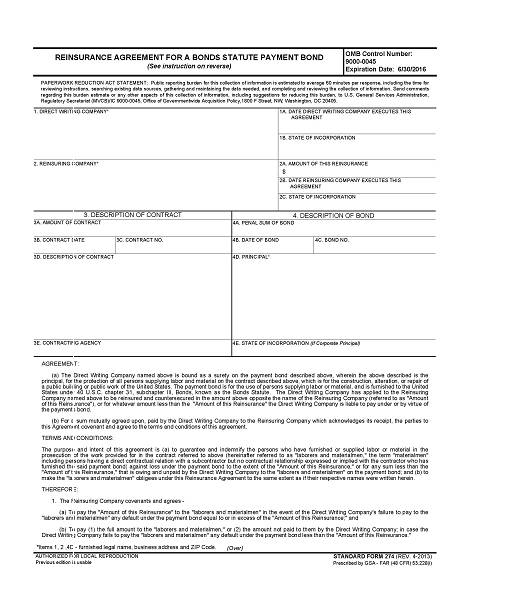 REINSURANCE AGREEMENT FOR A BONDS STATUTE PAYMENT BOND
(See instruction on reverse)
OMB Control Number:
9000-0045
Expiration Date: 6/30/2016
PAPERWORK REDUCTION ACT STATEMENT: Public reporting burden for this collection of information is estimated to average 60 minutes per response, including the time for
reviewing instructions, searching existing data sources, gathering and maintaining the data needed, and completing and reviewing the collection of information. Send comments
regarding this burden estimate or any other aspects of this collection of information, including suggestions for reducing this burden, to U.S. General Services Administration,
Regulatory Secretariat (MVCB)/IC 9000-0045, Office of Governmentwide Acquisition Policy, 1800 F Street, NW, Washington, DC 20405.
1. DIRECT WRITING COMPANY*
1A. DATE DIRECT WRITING COMPANY EXECUTES THIS
AGREEMENT
1B. STATE OF INCORPORATION
2. REINSURING COMPANY*
2A. AMOUNT OF THIS REINSURANCE
$
2B. DATE REINSURING COMPANY EXECUTES THIS
AGREEMENT
2C. STATE OF INCORPORATION
3. DESCRIPTION OF CONTRACT
4. DESCRIPTION OF BOND
3A. AMOUNT OF CONTRACT
4A. PENAL SUM OF BOND
3B. CONTRACT DATE
3C. CONTRACT NO.
4B. DATE OF BOND
4C. BOND NO.
3D. DESCRIPTION OF CONTRACT
4D. PRINCIPAL*
3E. CONTRACTING AGENCY
4E. STATE OF INCORPORATION (If Corporate Principal)
AGREEMENT:
(a) The Direct Writing Company named above is bound as a surety on the payment bond described above, wherein the above described is the
principal, for the protection of all persons supplying labor and material on the contract described above, which is for the construction, alteration, or repair of
a public building or public work of the United States. The payment bond is for the use of persons supplying labor or material, and is furnished to the United
States under 40 U.S.C. chapter 31, subchapter III, Bonds, known as the Bonds Statute. The Direct Writing Company has applied to the Reinsuring
Company named above to be reinsured and countersecured in the amount above opposite the name of the Reinsuring Company (referred to as "Amount
of this Reinsurance"), or for whatever amount less than the "Amount of this Reinsurance" the Direct Writing Company is liable to pay under or by virtue of
the payment bond.
(b) For a sum mutually agreed upon, paid by the Direct Writing Company to the Reinsuring Company which acknowledges its receipt, the parties to
this Agreement covenant and agree to the terms and conditions of this agreement.
TERMS AND CONDITIONS:
The purpose and intent of this agreement is (a) to guarantee and indemnify the persons who have furnished or supplied labor or material in the
prosecution of the work provided for in the contract referred to above (hereinafter referred to as "laborers and materialmen," the term "materialmen"
including persons having a direct contractual relation with a subcontractor but no contractual relationship expressed or implied with the contractor who has
furnished the said payment bond) against loss under the payment bond to the extent of the "Amount of this Reinsurance," or for any sum less than the
"Amount of this Reinsurance," that is owing and unpaid by the Direct Writing Company to the "laborers and materialmen" on the payment bond; and (b) to
make the "laborers and materialmen" obligees under this Reinsurance Agreement to the same extent as if their respective names were written herein.
THEREFORE:
1. The Reinsuring Company covenants and agrees -
(a) To pay the "Amount of this Reinsurance" to the "laborers and materialmen" in the event of the Direct Writing Company's failure to pay to the
"laborers and materialmen" any default under the payment bond equal to or in excess of the "Amount of this Reinsurance;" and
(b) To pay (1) the full amount to the "laborers and materialmen," or (2) the amount not paid to them by the Direct Writing Company; in case the
Direct Writing Company fails to pay the "laborers and materialmen" any default under the payment bond less than the "Amount of this Reinsurance."
*Items 1, 2, 4D - furnished legal name, business address and ZIP Code. (Over)
AUTHORIZED FOR LOCAL REPRODUCTION
Previous edition is usable
STANDARD FORM 274 (REV. 4-2013)
Prescribed by GSA - FAR (48 CFR) 53.228(j)